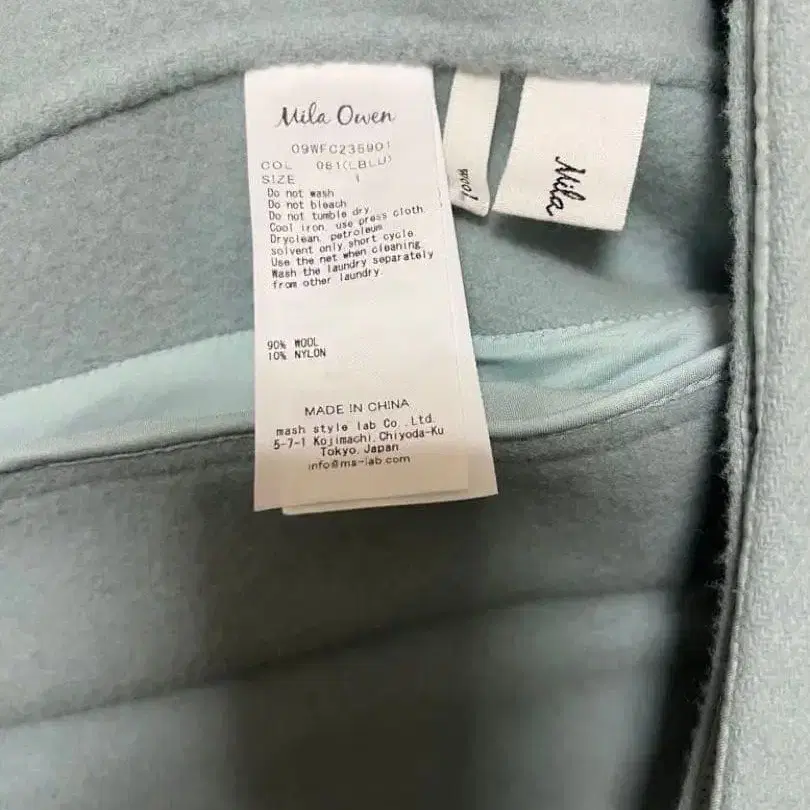 Mila Owen
09WFC235901
COL 081(LBLU)
SIZE 1
Do not wash
Do not bleach
Do not tumble dry
Cool iron, use press cloth
Dryclean, petroleum
solvent only,short cycle
Use the net when cleaning
Wash the laundry separately
from other laundry
90% WOOL
10% NYLON
MADE IN CHINA
mash style lab Co.,Ltd.
5-7-1 Kojimachi,Chiyoda-Ku
Tokyo,Japan
info@ms-lab.com
wool
Mila